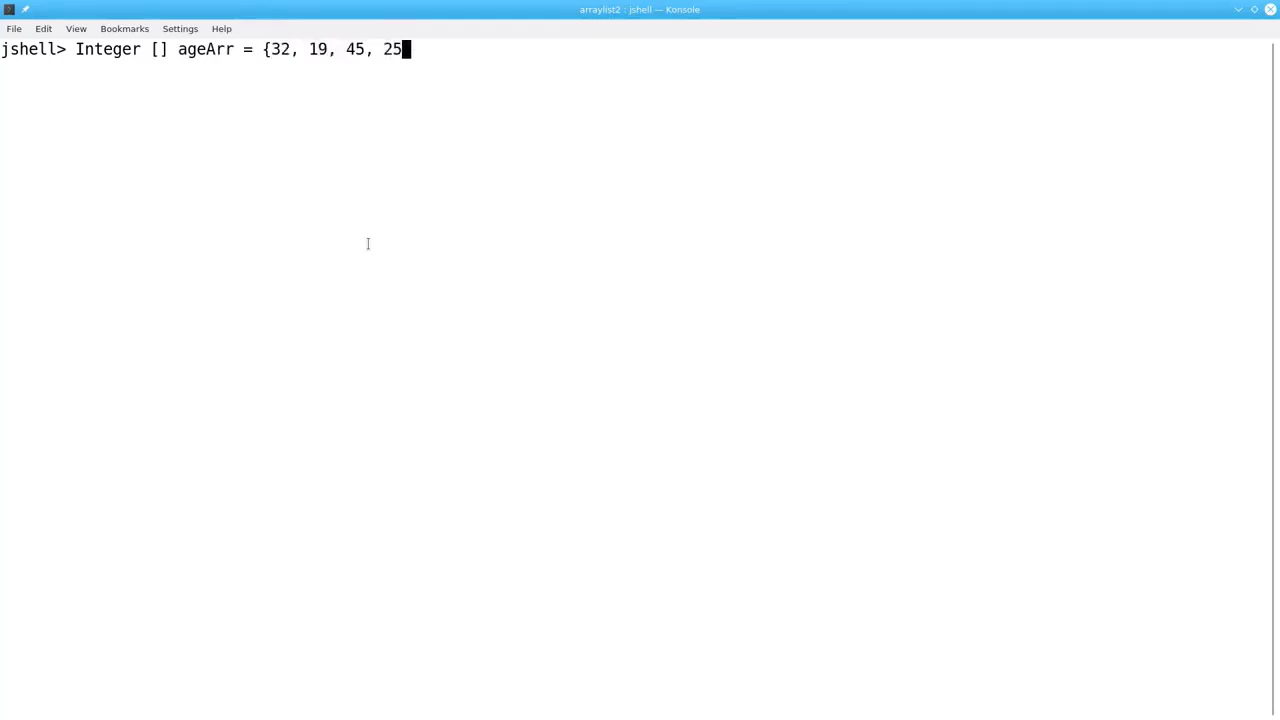 arraylist2 : jshell — Konsole
File Edit View Bookmarks Settings Help
jshell> Integer [] ageArr = {32, 19, 45, 25